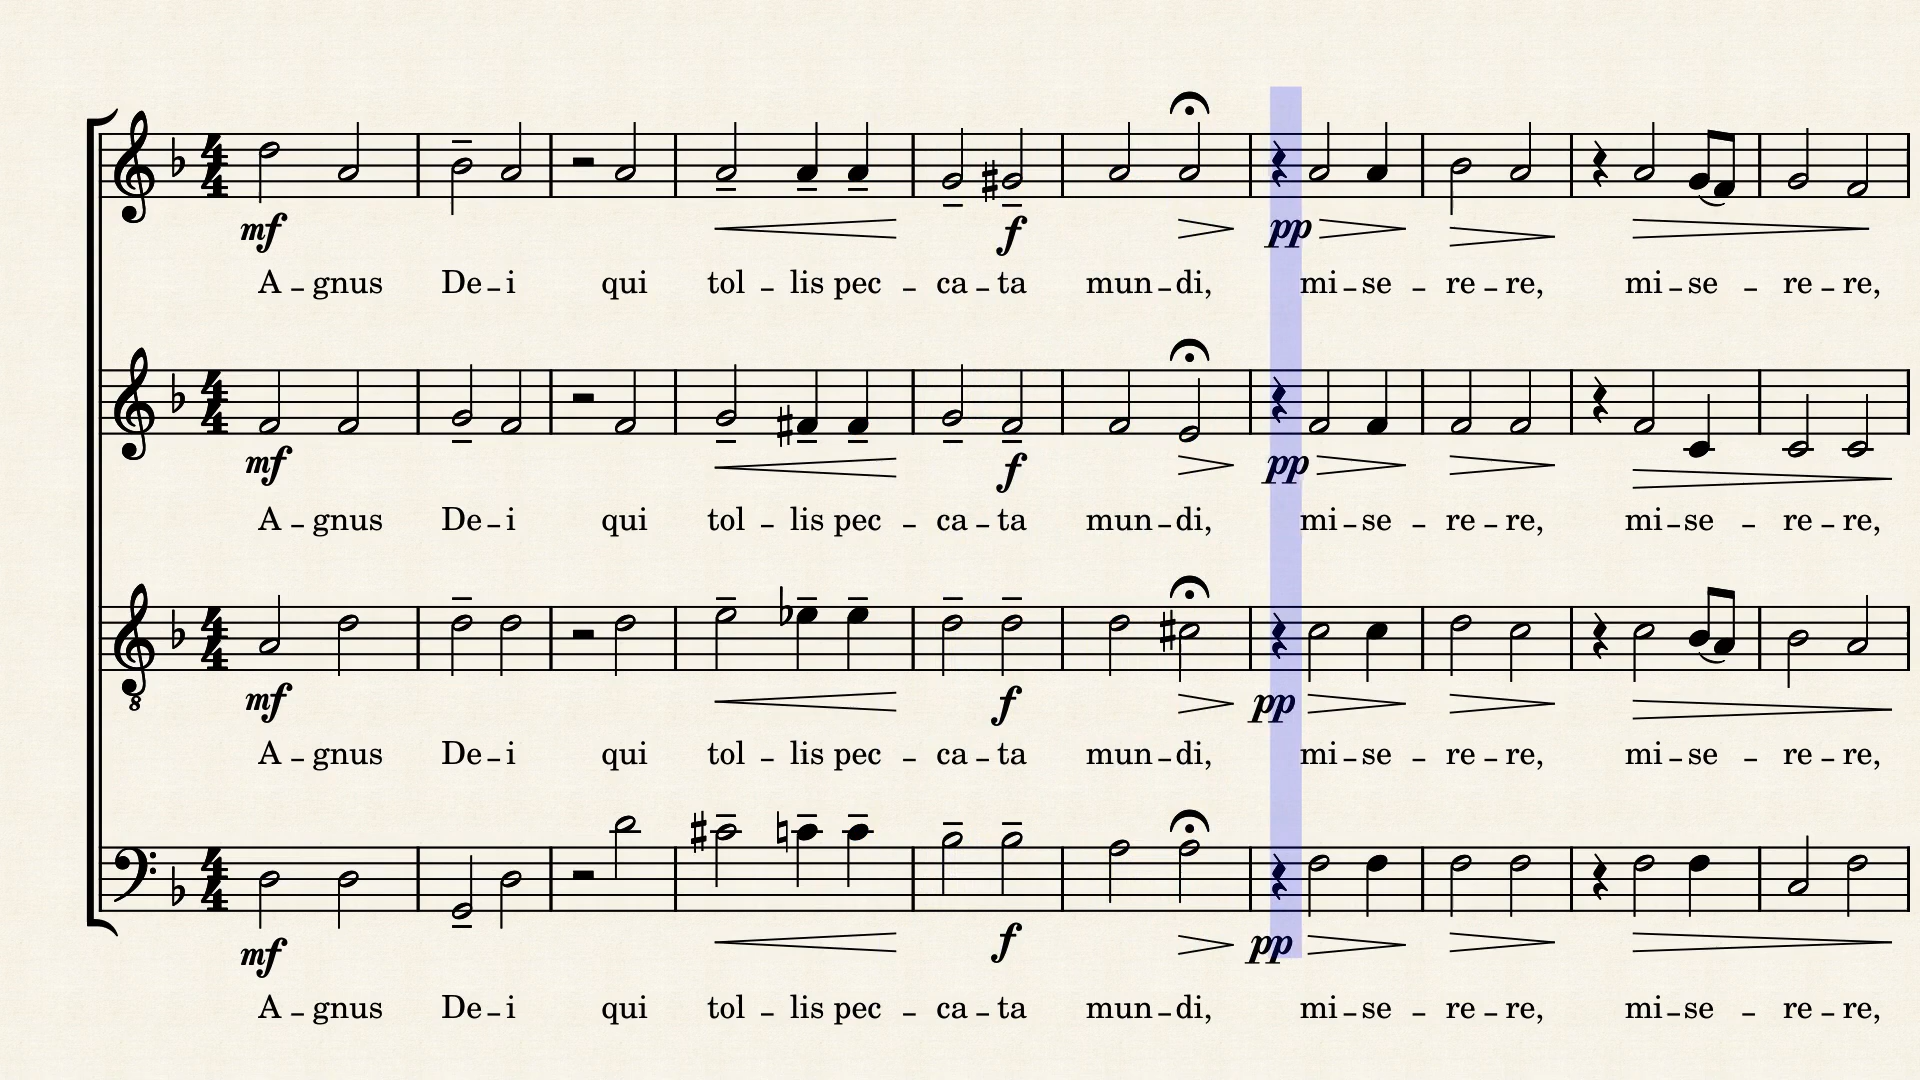 mf f pp
A - gnus De - i qui tol - lis pec - ca - ta mun - di, mi - se - re - re, mi - se - re - re,
mf f pp
A - gnus De - i qui tol - lis pec - ca - ta mun - di, mi - se - re - re, mi - se - re - re,
8
mf f pp
A - gnus De - i qui tol - lis pec - ca - ta mun - di, mi - se - re - re, mi - se - re - re,
mf f pp
A - gnus De - i qui tol - lis pec - ca - ta mun - di, mi - se - re - re, mi - se - re - re,